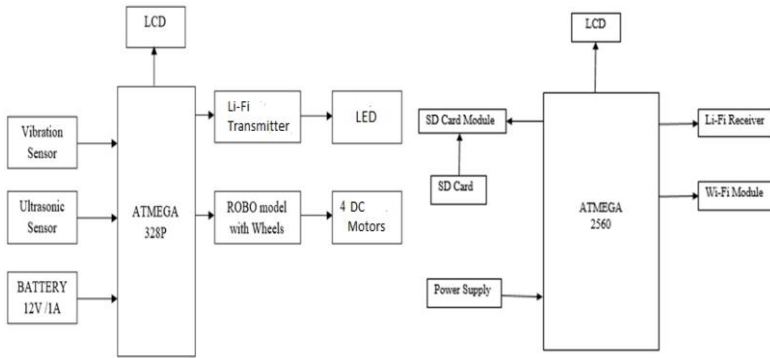 LCD
Li-Fi
Transmitter
LED
Vibration
Sensor
Ultrasonic
Sensor
ATMEGA
328P
ROBO model
with Wheels
4 DC
Motors
BATTERY
12V /1A
LCD
SD Card Module
Li-Fi Receiver
SD Card
Wi-Fi Module
ATMEGA
2560
Power Supply